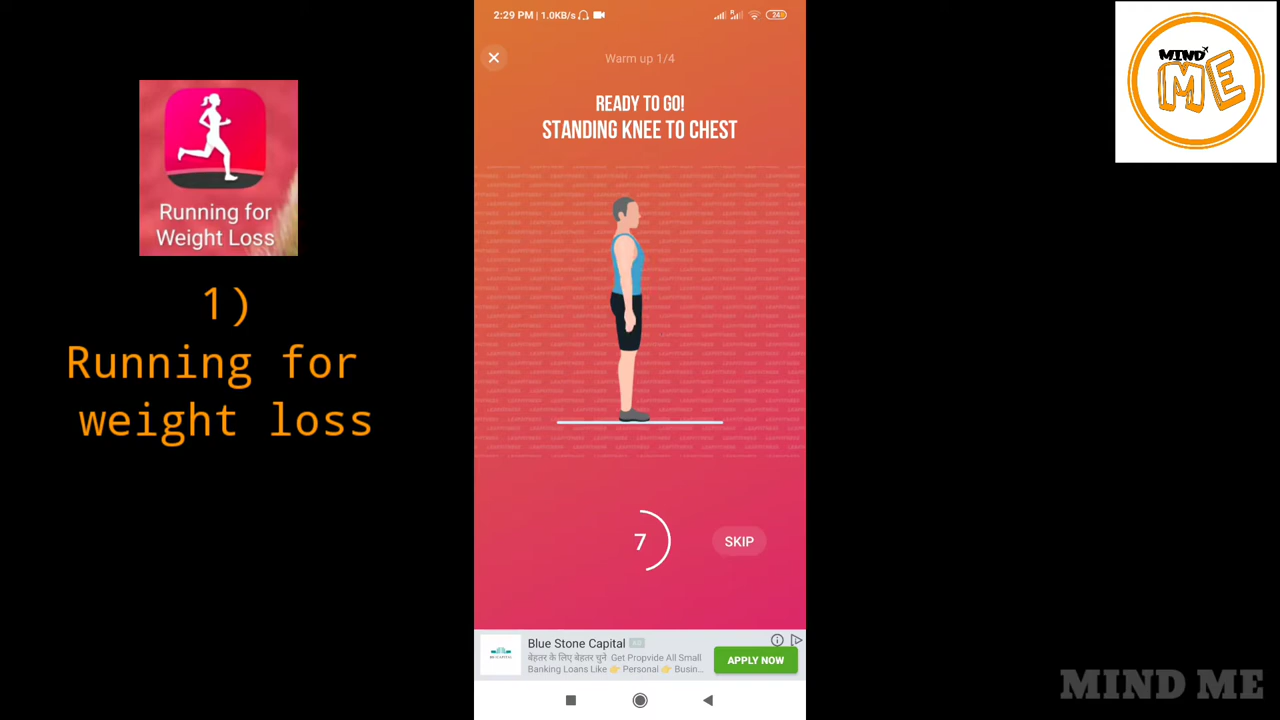 2:29 PM | 1.0KB/s
24
Warm up 1/4
READY TO GO!
STANDING KNEE TO CHEST
7
SKIP
Blue Stone Capital AD
बेहतर के लिए बेहतर चुने Get Propvide All Small
Banking Loans Like 👉 Personal 👉 Busin...
APPLY NOW
Running for
Weight Loss
1)
Running for
weight loss
MIND
ME
MIND ME